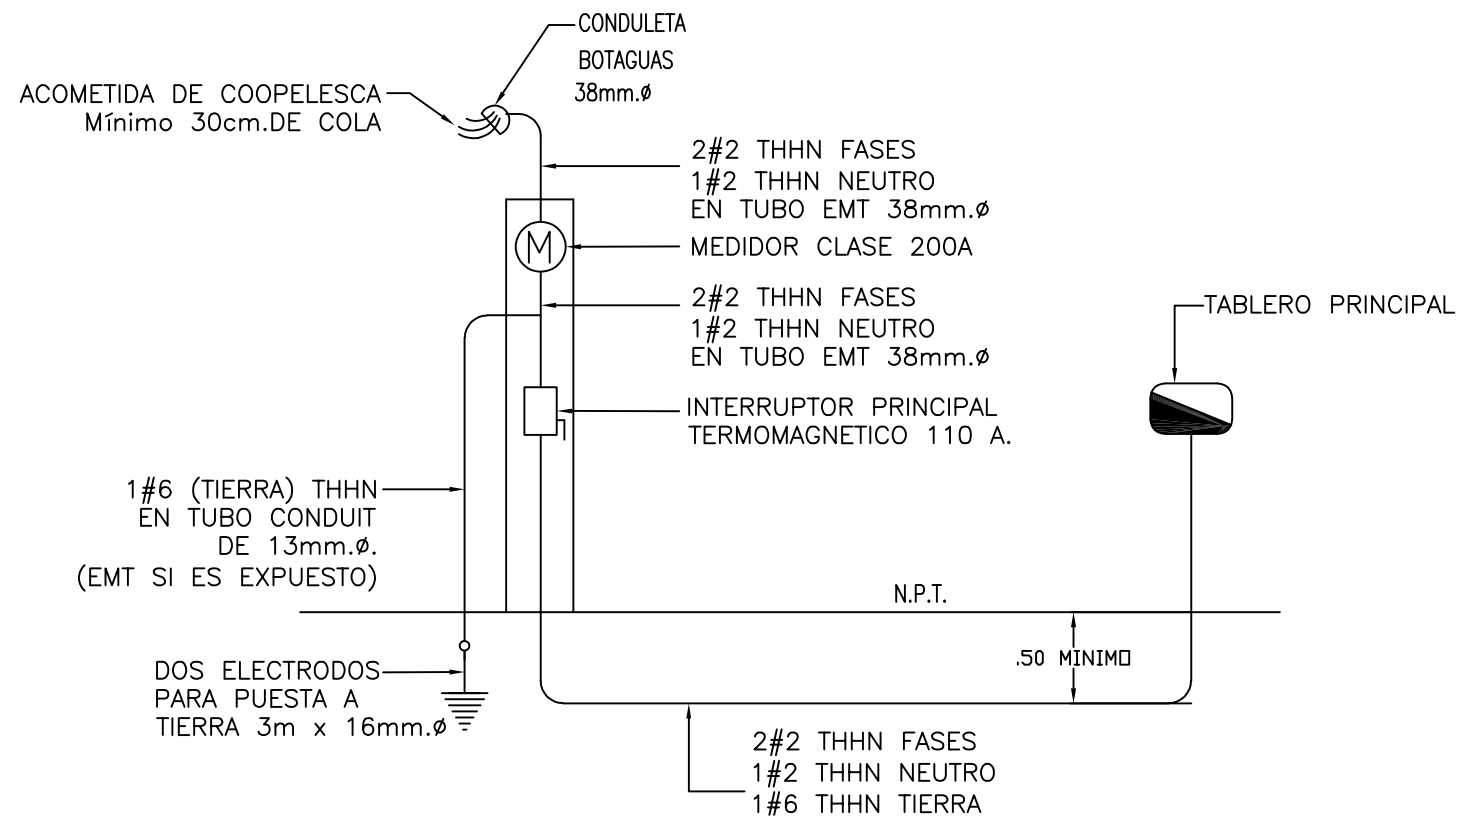 CONDULETA
BOTAGUAS
38mm.ø
ACOMETIDA DE COOPELESCA
Mínimo 30cm.DE COLA
2#2 THHN FASES
1#2 THHN NEUTRO
EN TUBO EMT 38mm.ø
M
MEDIDOR CLASE 200A
2#2 THHN FASES
1#2 THHN NEUTRO
EN TUBO EMT 38mm.ø
TABLERO PRINCIPAL
INTERRUPTOR PRINCIPAL
TERMOMAGNETICO 110 A.
1#6 (TIERRA) THHN
EN TUBO CONDUIT
DE 13mm.ø.
(EMT SI ES EXPUESTO)
N.P.T.
.50 MINIMO
DOS ELECTRODOS
PARA PUESTA A
TIERRA 3m x 16mm.ø
2#2 THHN FASES
1#2 THHN NEUTRO
1#6 THHN TIERRA